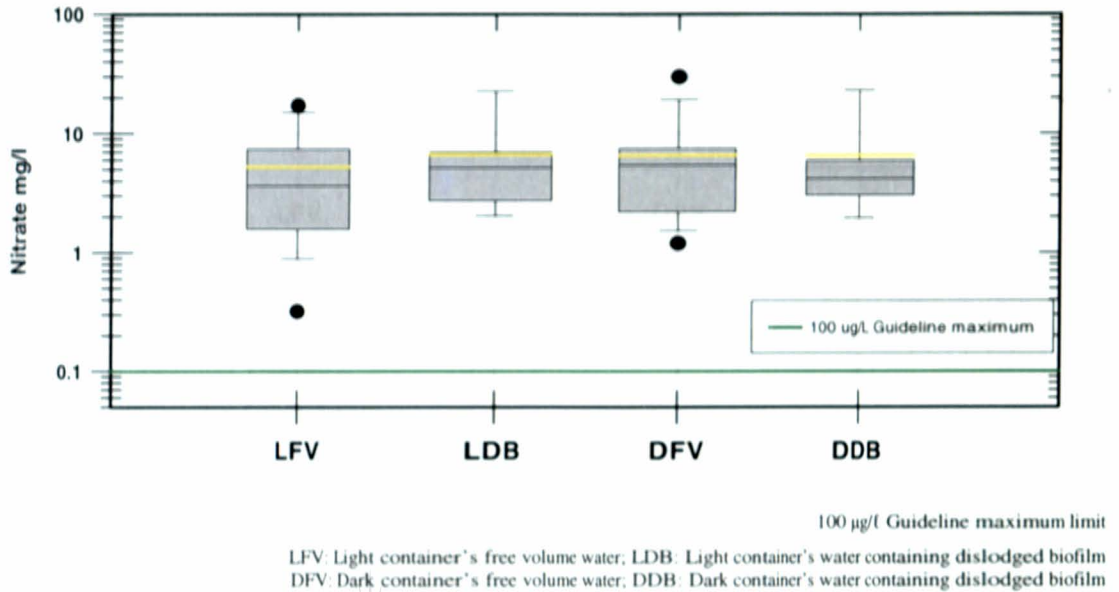 100
10
1
0.1
Nitrate mg/l
100 ug/L Guideline maximum
LFV LDB DFV DDB
100 µg/ℓ Guideline maximum limit
LFV: Light container's free volume water; LDB: Light container's water containing dislodged biofilm
DFV: Dark container's free volume water; DDB: Dark container's water containing dislodged biofilm